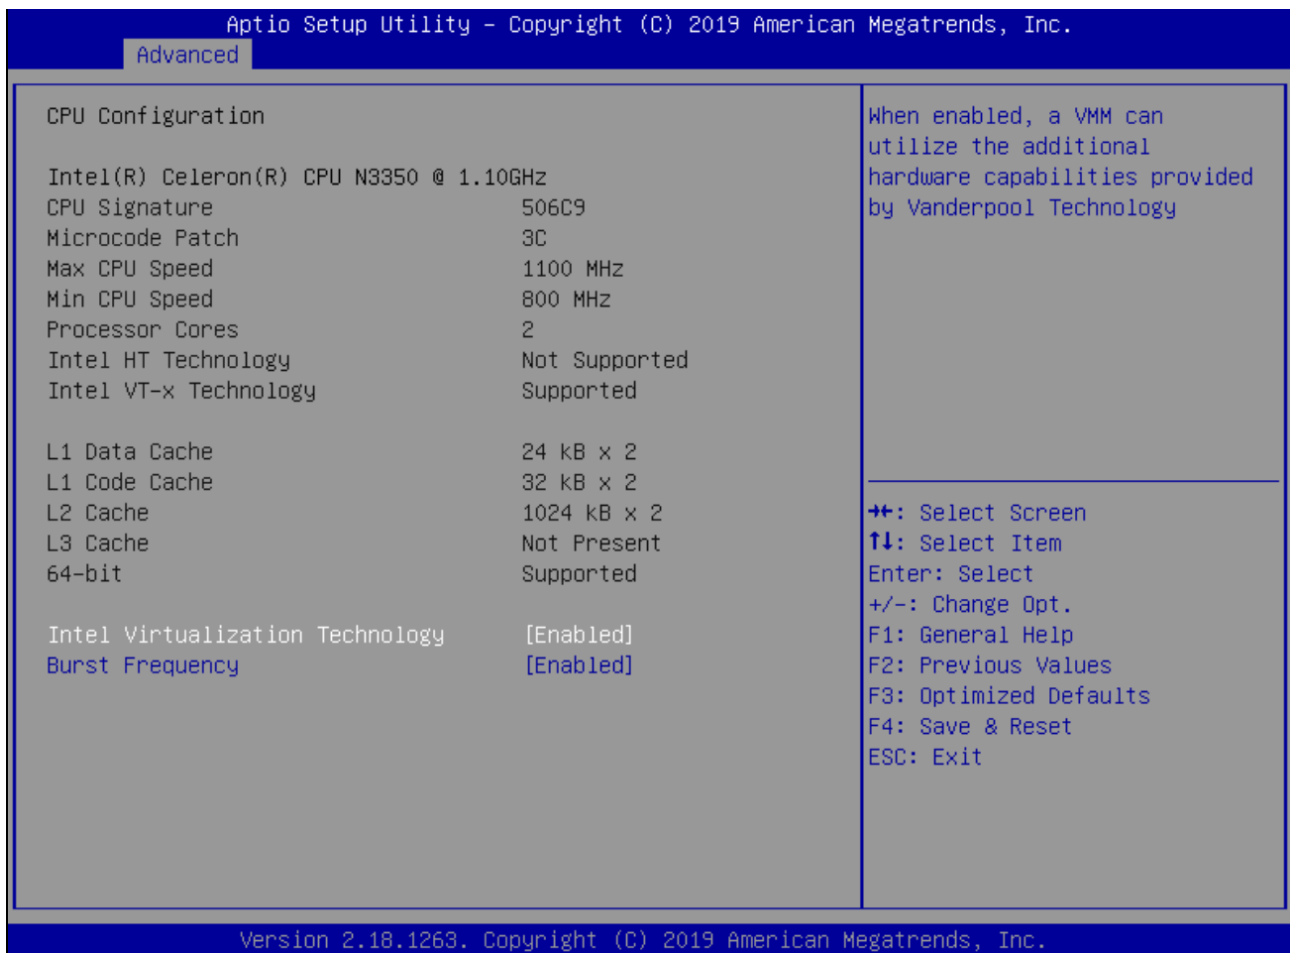 Aptio Setup Utility – Copyright (C) 2019 American Megatrends, Inc.
Advanced
CPU Configuration
Intel(R) Celeron(R) CPU N3350 @ 1.10GHz
CPU Signature 506C9
Microcode Patch 3C
Max CPU Speed 1100 MHz
Min CPU Speed 800 MHz
Processor Cores 2
Intel HT Technology Not Supported
Intel VT-x Technology Supported
L1 Data Cache 24 kB x 2
L1 Code Cache 32 kB x 2
L2 Cache 1024 kB x 2
L3 Cache Not Present
64-bit Supported
Intel Virtualization Technology [Enabled]
Burst Frequency [Enabled]
When enabled, a VMM can
utilize the additional
hardware capabilities provided
by Vanderpool Technology
→←: Select Screen
↑↓: Select Item
Enter: Select
+/-: Change Opt.
F1: General Help
F2: Previous Values
F3: Optimized Defaults
F4: Save & Reset
ESC: Exit
Version 2.18.1263. Copyright (C) 2019 American Megatrends, Inc.